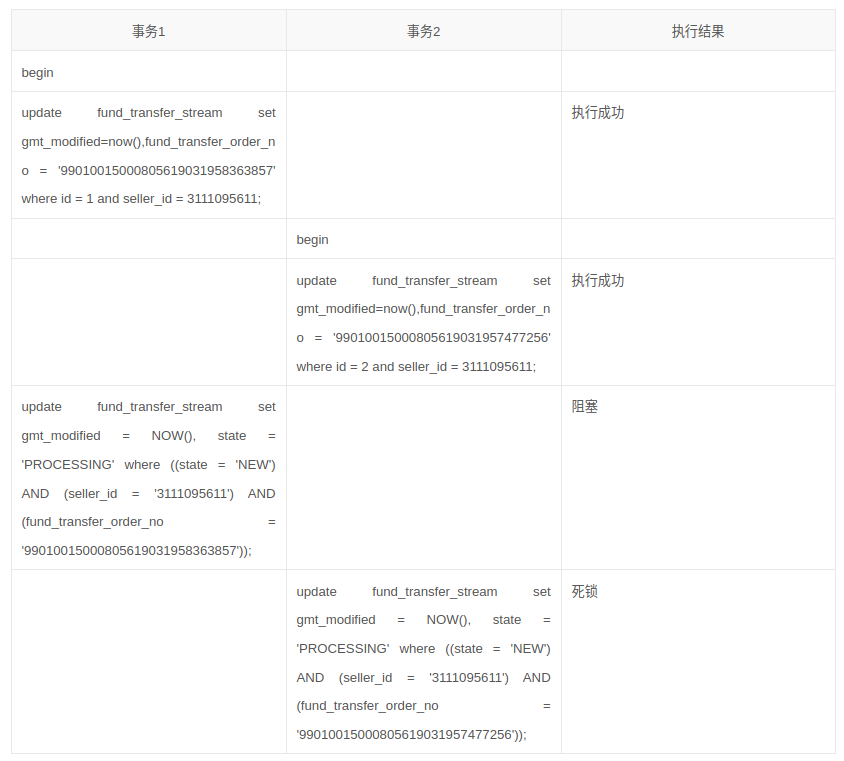 事务1 事务2 执行结果
begin
update fund_transfer_stream set
gmt_modified=now(),fund_transfer_order_n
o = '99010015000805619031958363857'
where id = 1 and seller_id = 3111095611;
执行成功
begin
update fund_transfer_stream set
gmt_modified=now(),fund_transfer_order_n
o = '99010015000805619031957477256'
where id = 2 and seller_id = 3111095611;
执行成功
update fund_transfer_stream set
gmt_modified = NOW(), state =
'PROCESSING' where ((state = 'NEW')
AND (seller_id = '3111095611') AND
(fund_transfer_order_no =
'99010015000805619031958363857'));
阻塞
update fund_transfer_stream set
gmt_modified = NOW(), state =
'PROCESSING' where ((state = 'NEW')
AND (seller_id = '3111095611') AND
(fund_transfer_order_no =
'99010015000805619031957477256'));
死锁